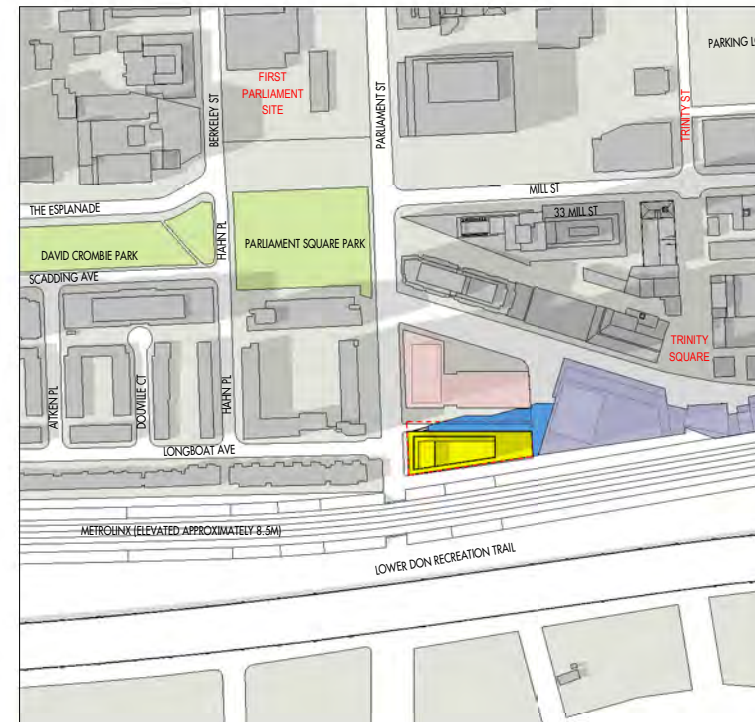 FIRST
PARLIAMENT
SITE
PARKING L
BERKELEY ST
PARLIAMENT ST
TRINITY ST
MILL ST
THE ESPLANADE
33 MILL ST
DAVID CROMBIE PARK
HAHN PL
PARLIAMENT SQUARE PARK
SCADDING AVE
TRINITY
SQUARE
AITKEN PL
DOUVILLE CT
HAHN PL
LONGBOAT AVE
METROLINX (ELEVATED APPROXIMATELY 8.5M)
LOWER DON RECREATION TRAIL